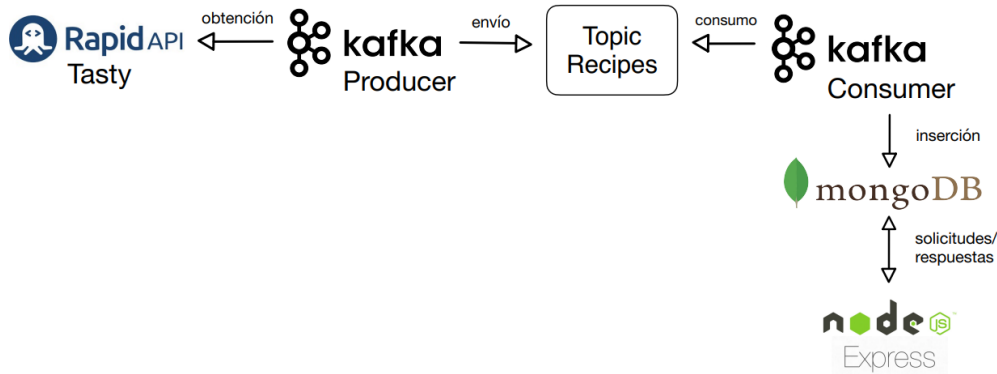 Rapid API
Tasty
obtención
kafka
Producer
envío
Topic
Recipes
consumo
kafka
Consumer
inserción
mongoDB
solicitudes/
respuestas
node
JS
Express